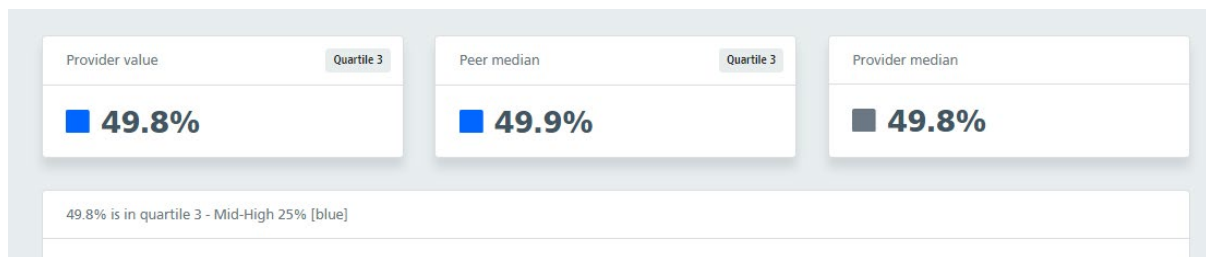 Provider value
Quartile 3
49.8%
Peer median
Quartile 3
49.9%
Provider median
49.8%
49.8% is in quartile 3 - Mid-High 25% [blue]